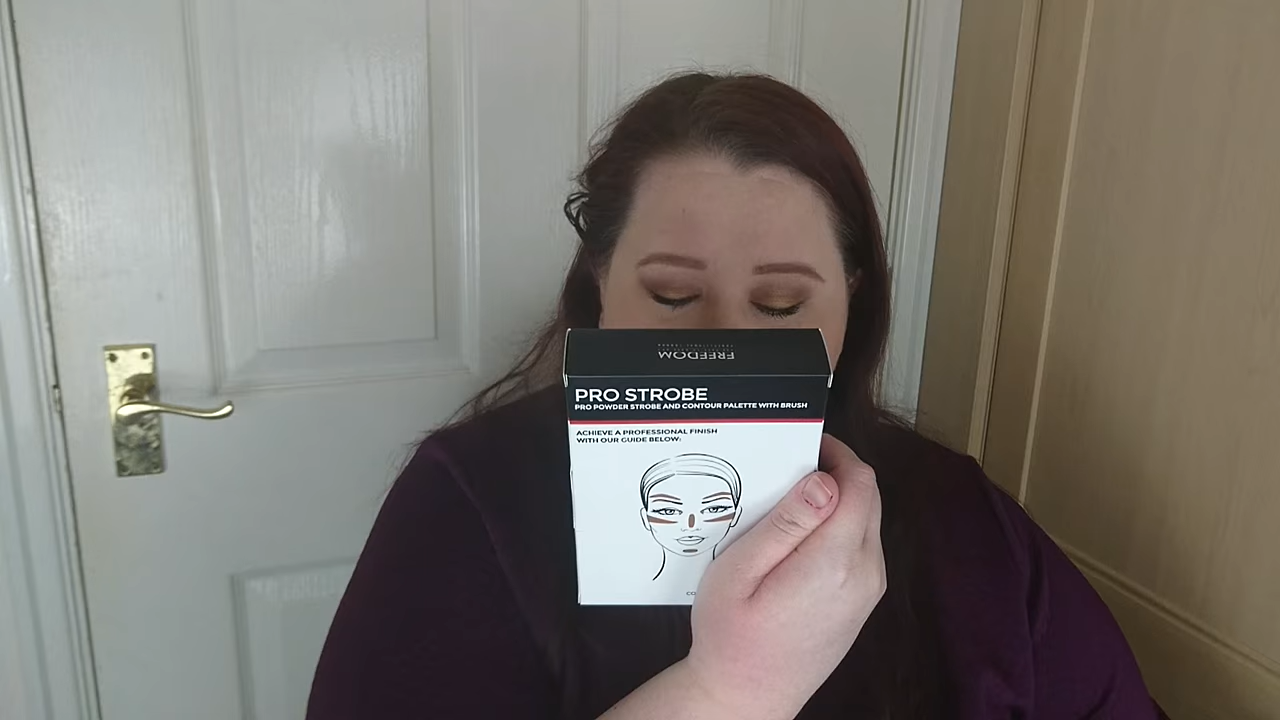 FREEDOM
PRO STROBE
PRO POWDER STROBE AND CONTOUR PALETTE WITH BRUSH
ACHIEVE A PROFESSIONAL FINISH
WITH OUR GUIDE BELOW: